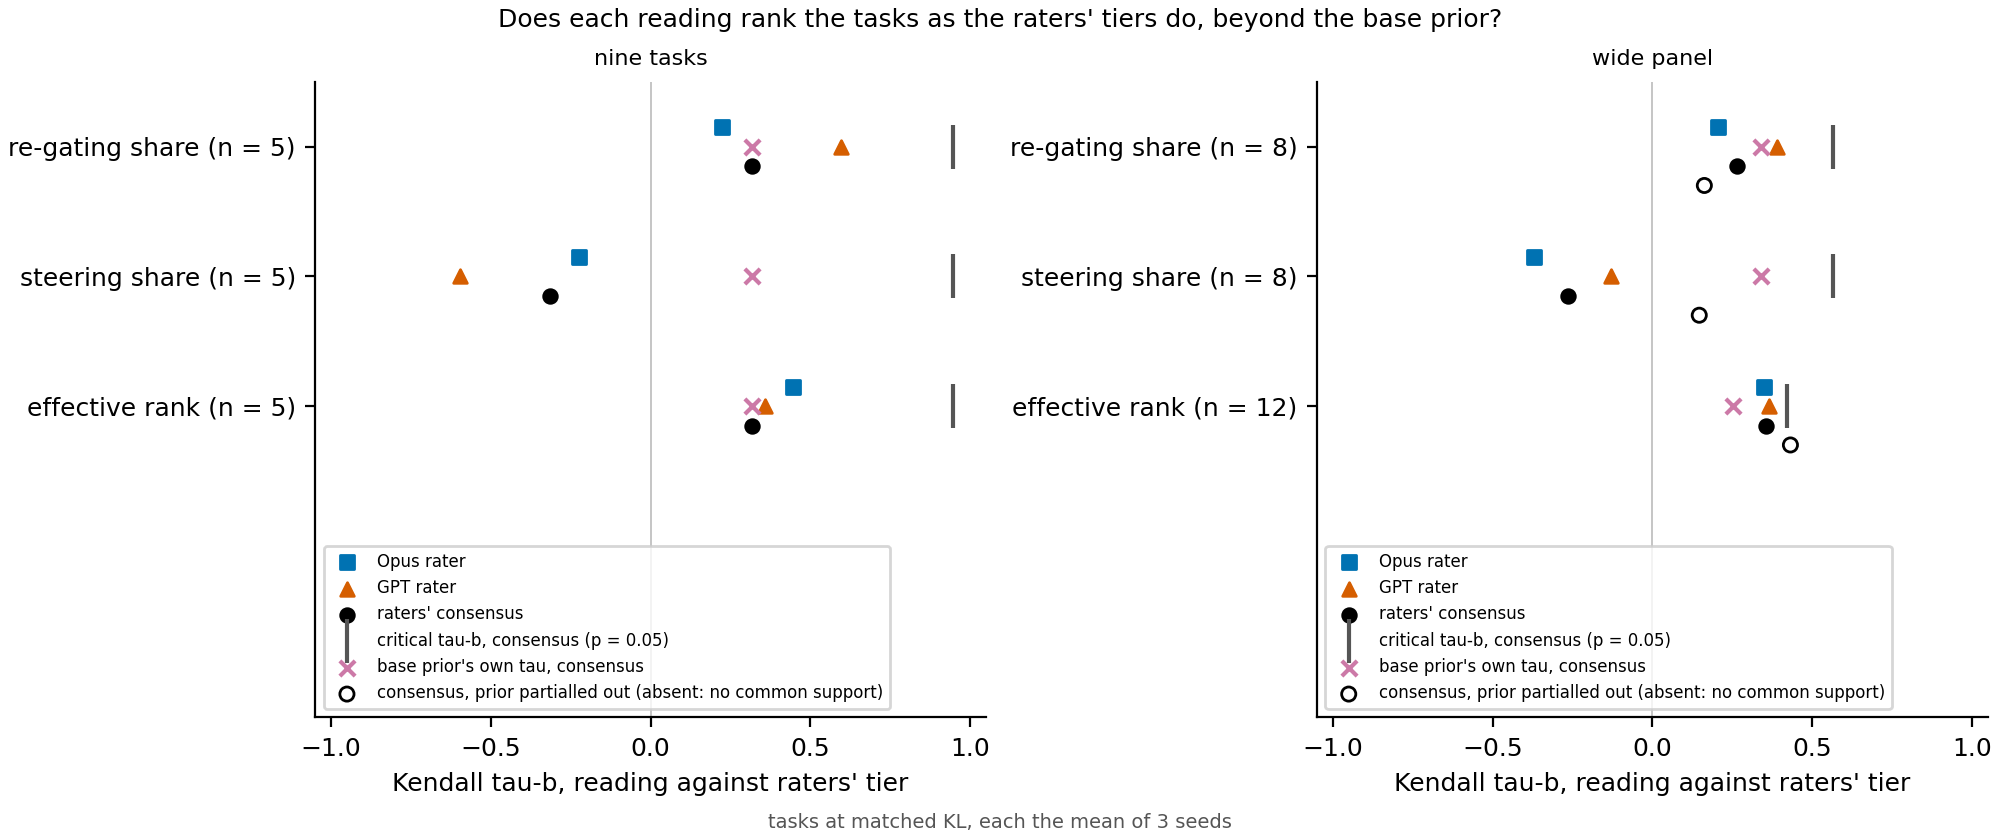 Does each reading rank the tasks as the raters' tiers do, beyond the base prior?
nine tasks
re-gating share (n = 5)
steering share (n = 5)
effective rank (n = 5)
Opus rater
GPT rater
raters' consensus
critical tau-b, consensus (p = 0.05)
base prior's own tau, consensus
consensus, prior partialled out (absent: no common support)
−1.0 −0.5 0.0 0.5 1.0
Kendall tau-b, reading against raters' tier
wide panel
re-gating share (n = 8)
steering share (n = 8)
effective rank (n = 12)
Opus rater
GPT rater
raters' consensus
critical tau-b, consensus (p = 0.05)
base prior's own tau, consensus
consensus, prior partialled out (absent: no common support)
−1.0 −0.5 0.0 0.5 1.0
Kendall tau-b, reading against raters' tier
tasks at matched KL, each the mean of 3 seeds